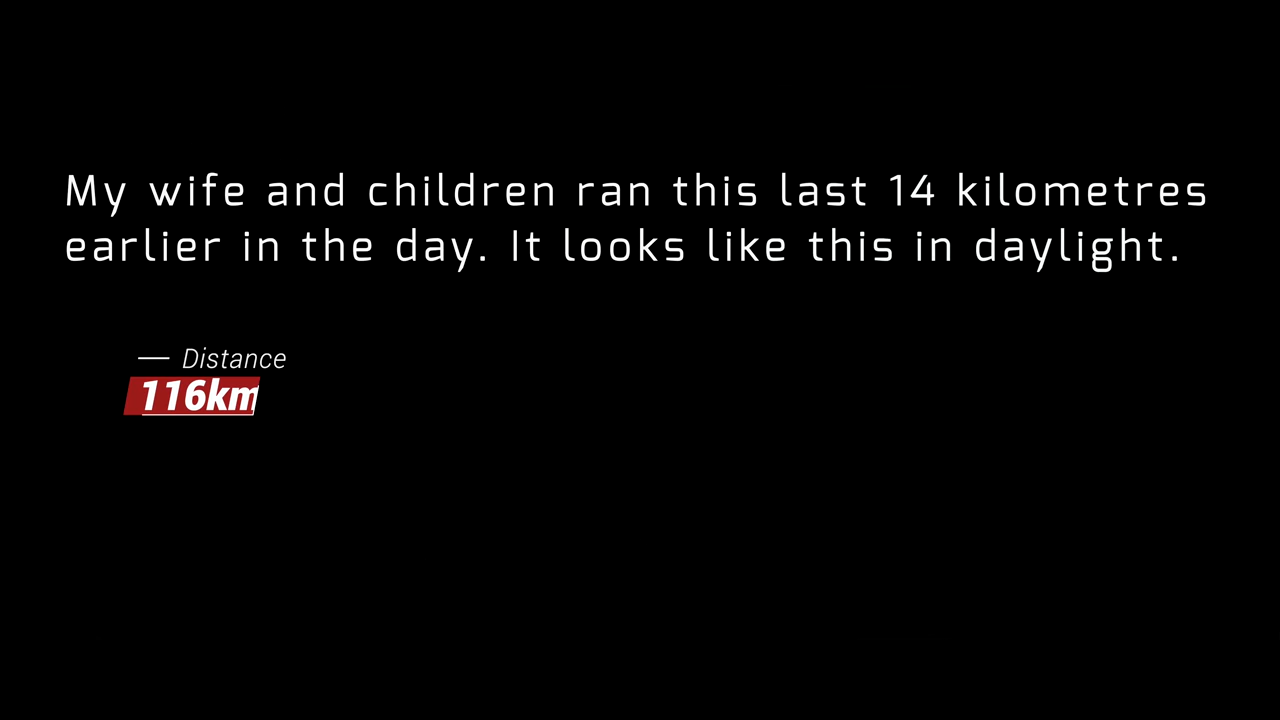 My wife and children ran this last 14 kilometres
earlier in the day. It looks like this in daylight.
— Distance
116km